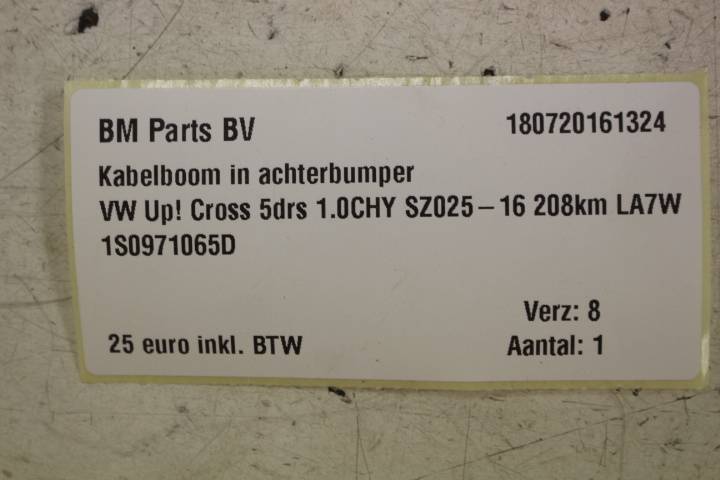 BM Parts BV 180720161324
Kabelboom in achterbumper
VW Up! Cross 5drs 1.0CHY SZ025-16 208km LA7W
1S0971065D
Verz: 8
25 euro inkl. BTW Aantal: 1